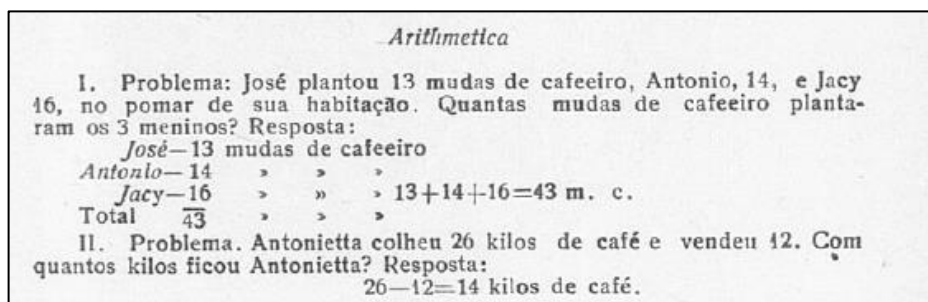 Arithmetica
I. Problema: José plantou 13 mudas de cafeeiro, Antonio, 14, e Jacy
16, no pomar de sua habitação. Quantas mudas de cafeeiro planta-
ram os 3 meninos? Resposta:
José—13 mudas de cafeeiro
Antonio—14 » » »
Jacy—16 » » » 13+14+16=43 m. c.
Total 43 » » »
II. Problema. Antonietta colheu 26 kilos de café e vendeu 12. Com
quantos kilos ficou Antonietta? Resposta:
26—12=14 kilos de café.